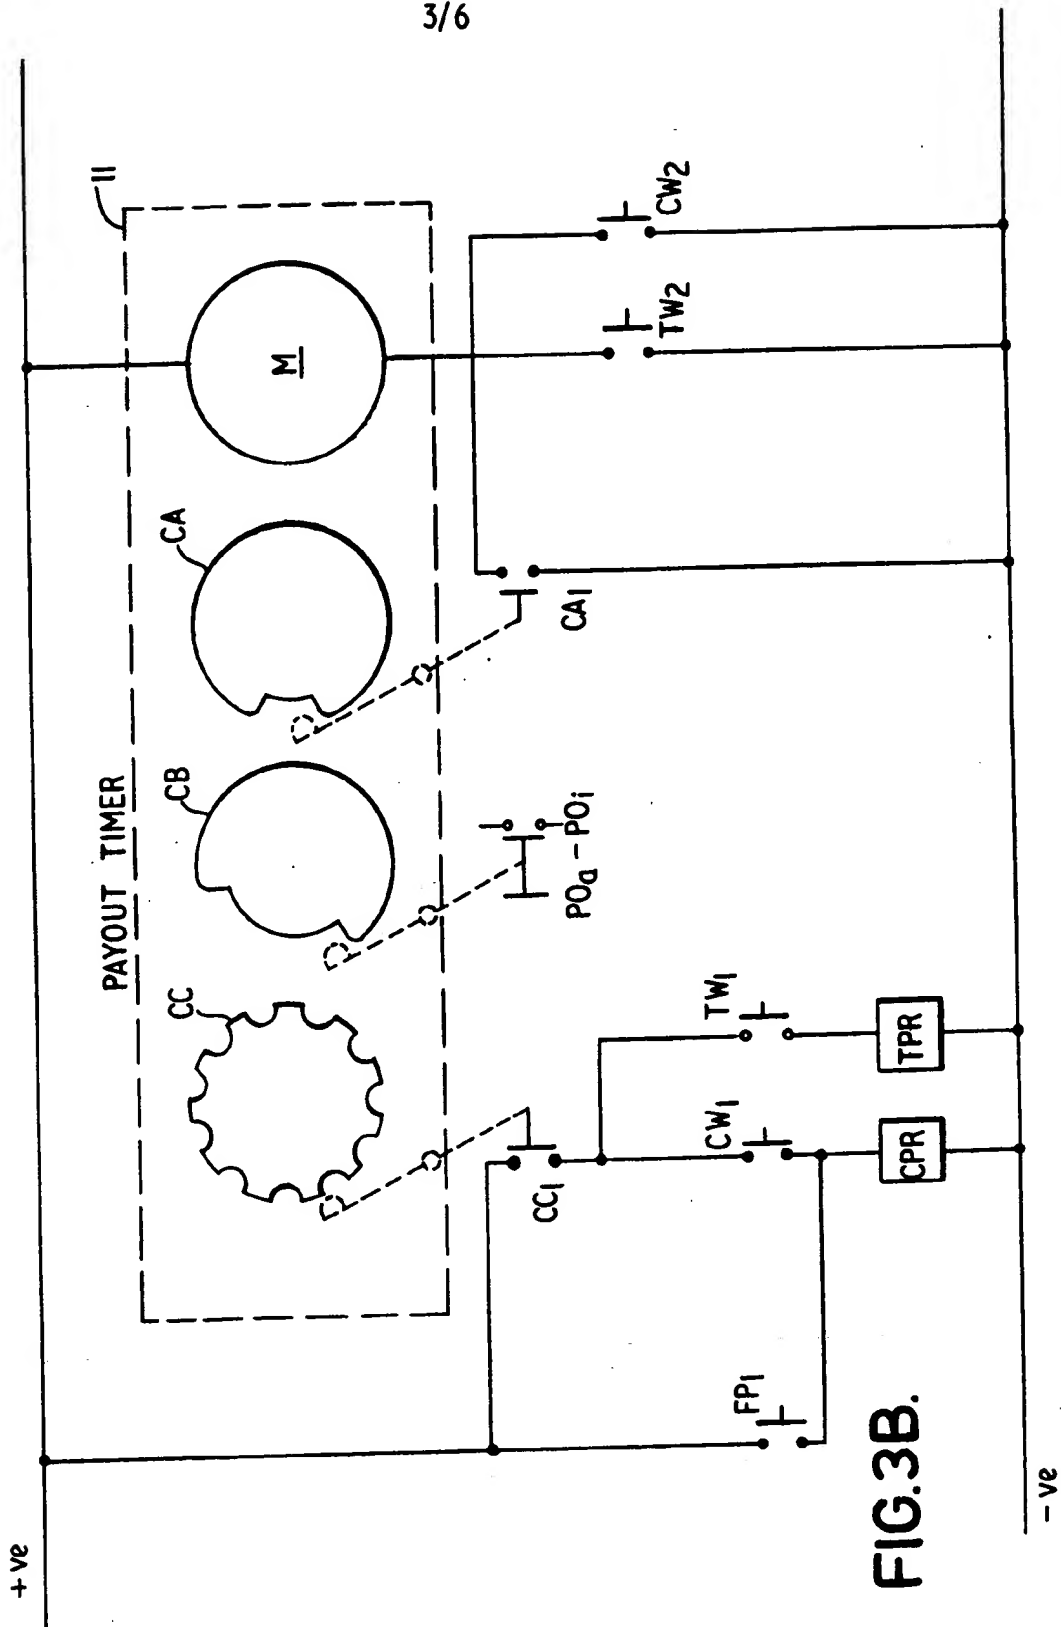 3/6
+ve
PAYOUT TIMER
11
CC
CB
CA
M
CC1
POa - POi
CA1
FP1
CW1
TW1
TW2
CW2
CPR
TPR
FIG.3B.
-ve